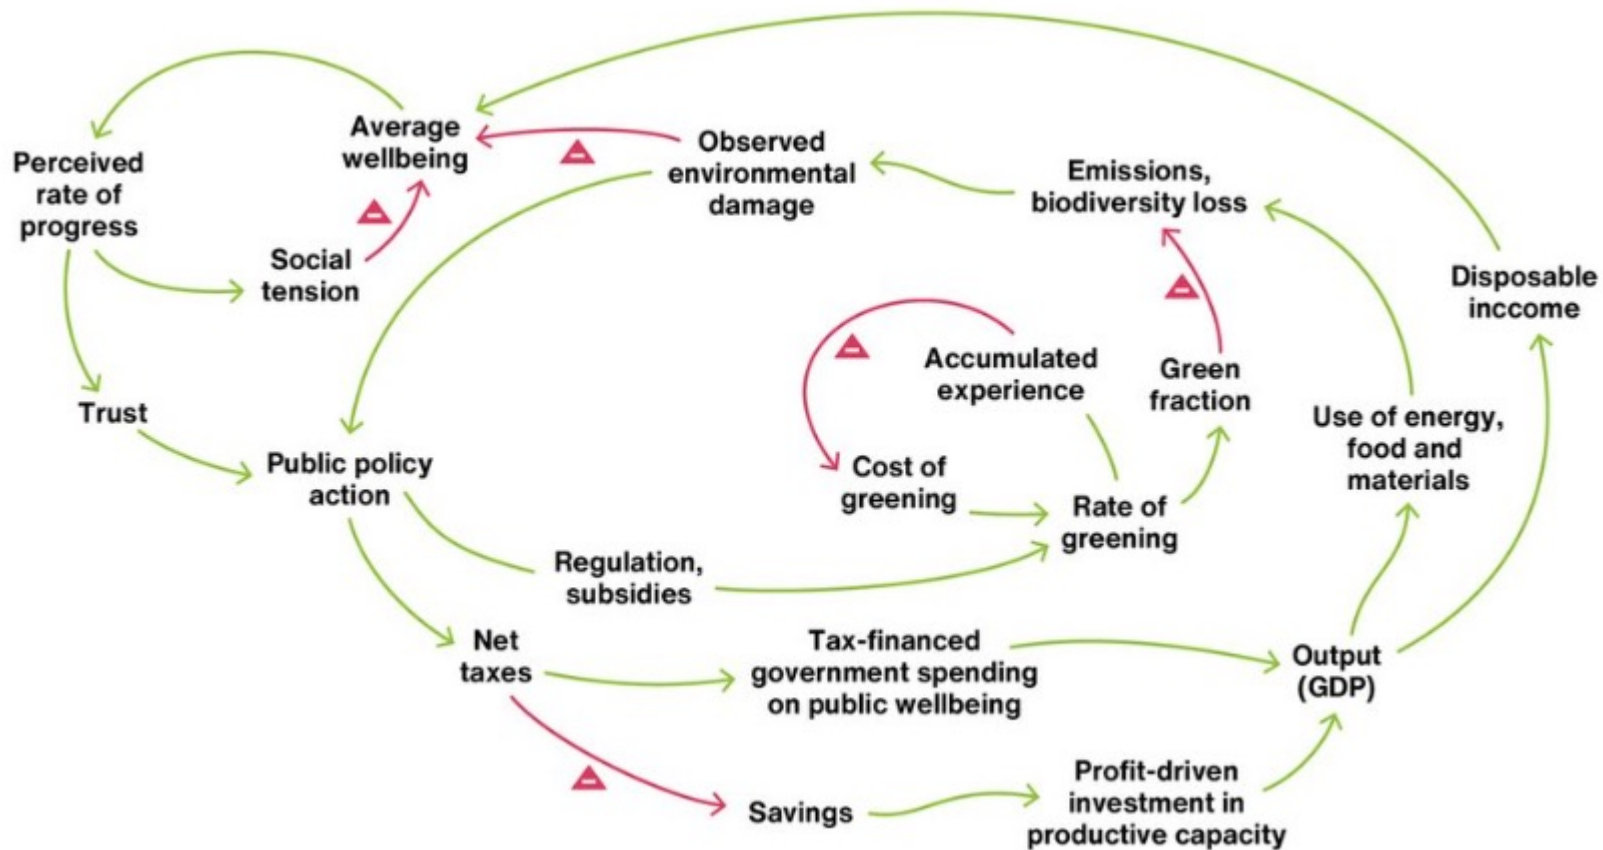 Average
wellbeing
Perceived
rate of
progress
Social
tension
Trust
Observed
environmental
damage
Emissions,
biodiversity loss
Disposable
inccome
Accumulated
experience
Green
fraction
Use of energy,
food and
materials
Cost of
greening
Rate of
greening
Public policy
action
Regulation,
subsidies
Net
taxes
Tax-financed
government spending
on public wellbeing
Output
(GDP)
Savings
Profit-driven
investment in
productive capacity